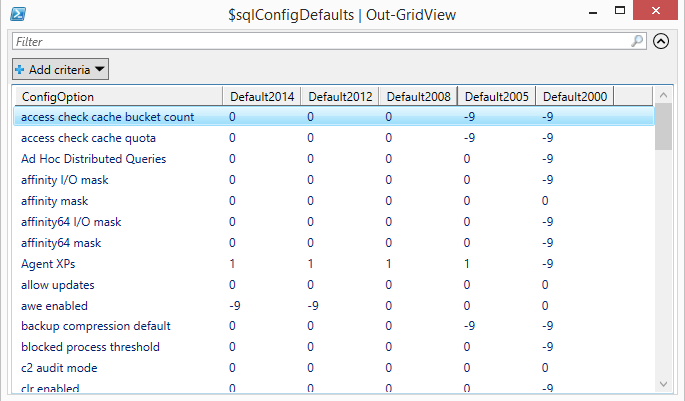 $sqlConfigDefaults | Out-GridView
Filter
Add criteria
ConfigOption Default2014 Default2012 Default2008 Default2005 Default2000
access check cache bucket count 0 0 0 -9 -9
access check cache quota 0 0 0 -9 -9
Ad Hoc Distributed Queries 0 0 0 0 -9
affinity I/O mask 0 0 0 0 -9
affinity mask 0 0 0 0 0
affinity64 I/O mask 0 0 0 0 -9
affinity64 mask 0 0 0 0 -9
Agent XPs 1 1 1 1 -9
allow updates 0 0 0 0 0
awe enabled -9 -9 0 0 0
backup compression default 0 0 0 -9 -9
blocked process threshold 0 0 0 0 -9
c2 audit mode 0 0 0 0 0
clr enabled 0 0 0 0 -9